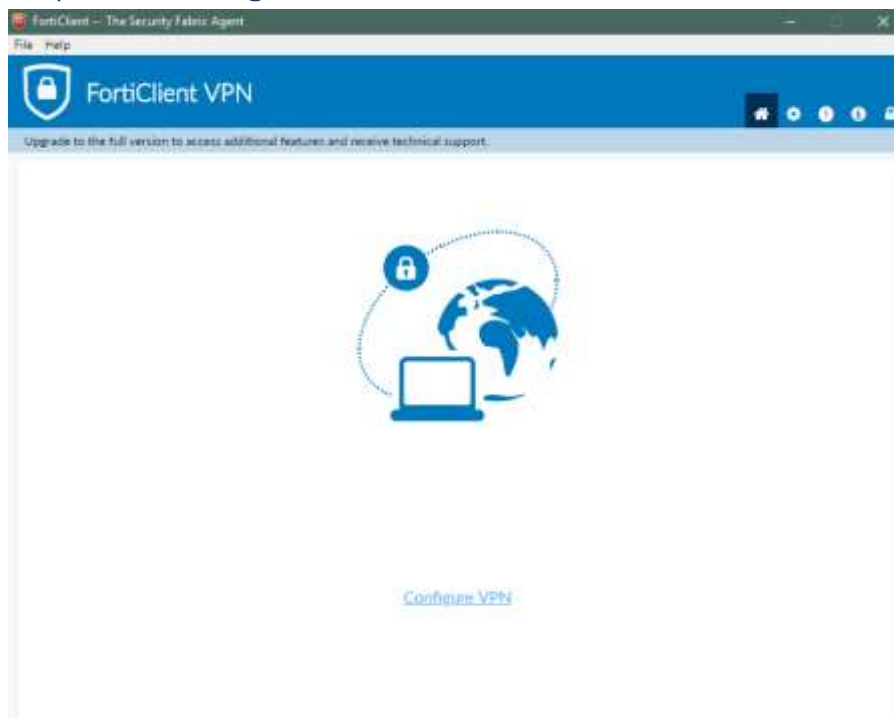 FortiClient -- The Security Fabric Agent
File Help
FortiClient VPN
Upgrade to the full version to access additional features and receive technical support.
Configure VPN